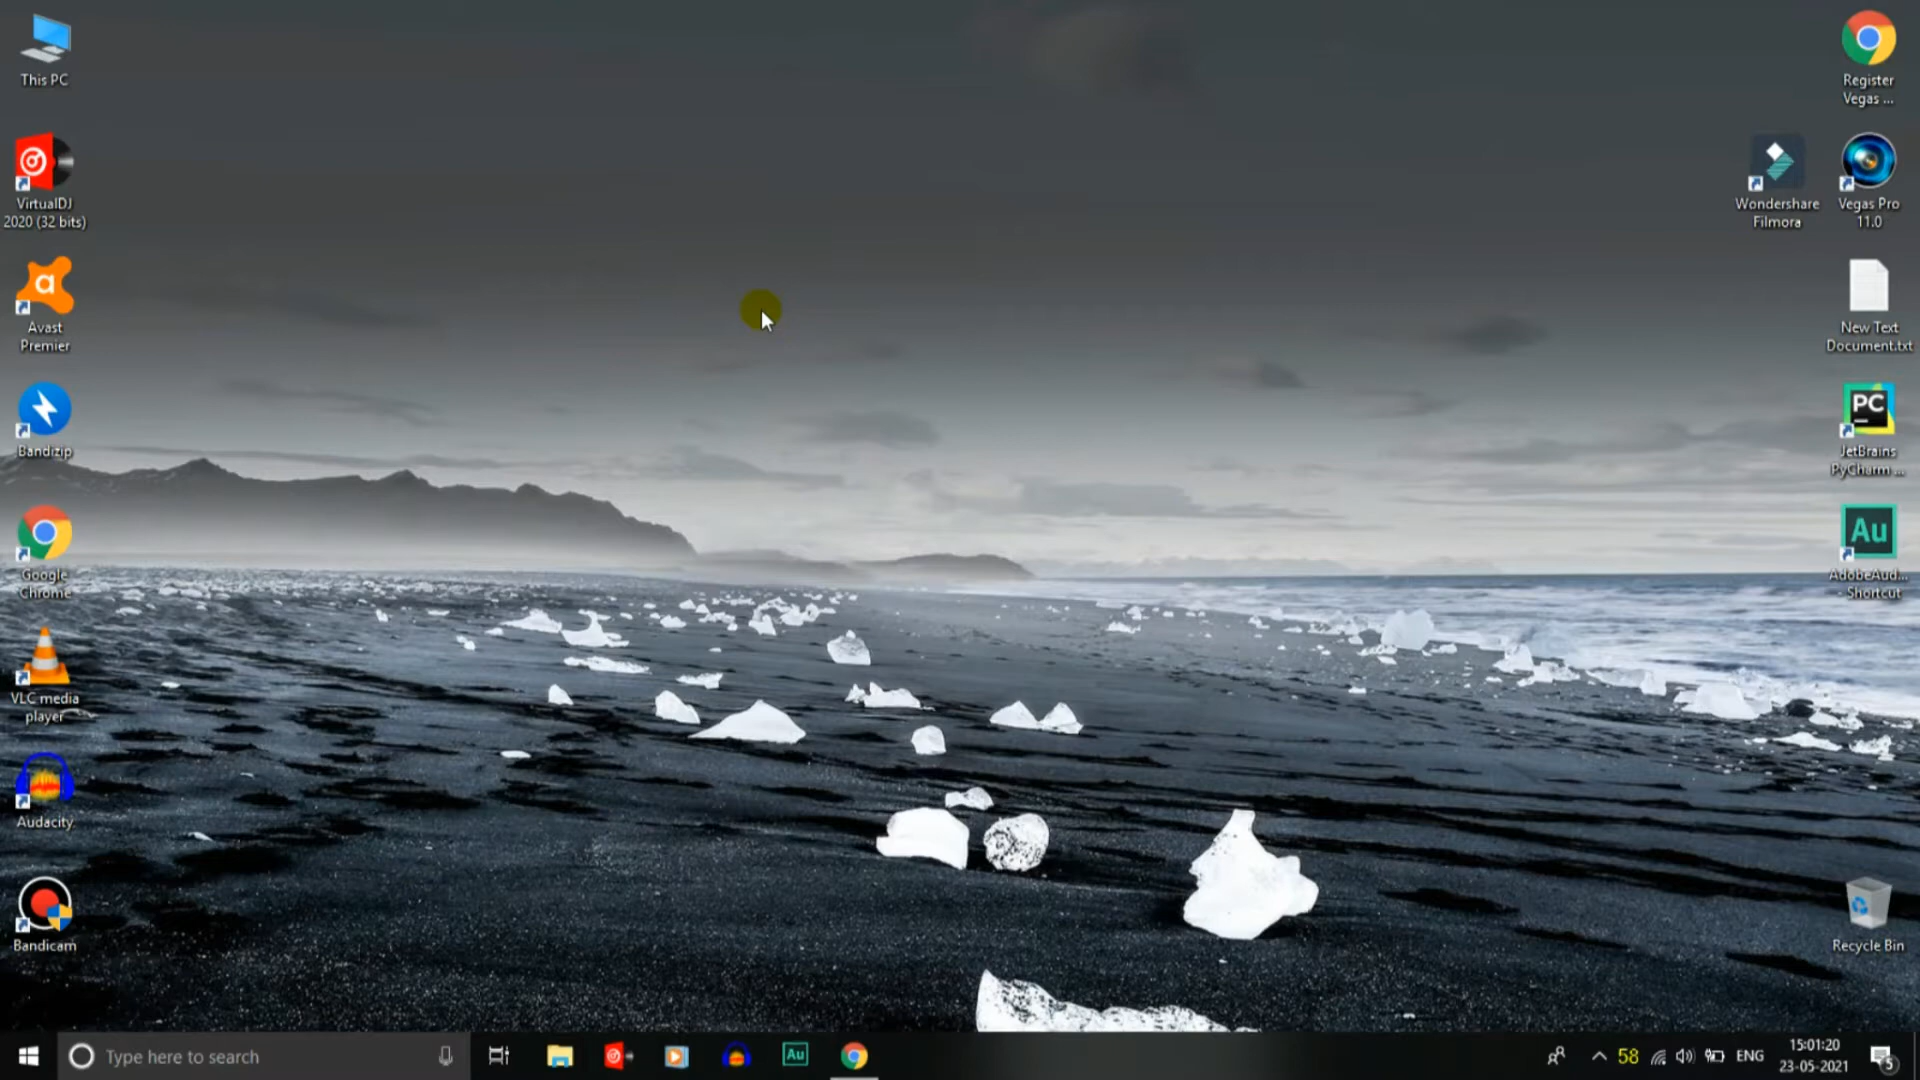 This PC
VirtualDJ
2020 (32 bits)
Avast
Premier
Bandizip
Google
Chrome
VLC media
player
Audacity
Bandicam
Register
Vegas ...
Wondershare
Filmora
Vegas Pro
11.0
New Text
Document.txt
PC
JetBrains
PyCharm ...
Au
AdobeAud...
- Shortcut
Recycle Bin
Type here to search
Au
58
ENG
15:01:20
23-05-2021
5